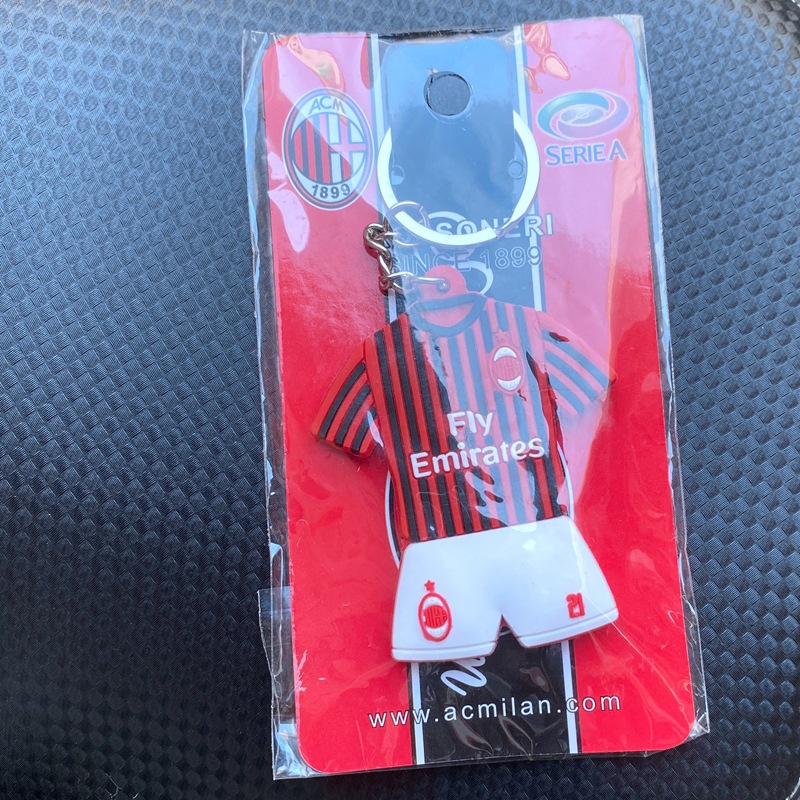 ACM
1899
SERIE A
SONERI
SINCE 1899
Fly
Emirates
21
www.acmilan.com